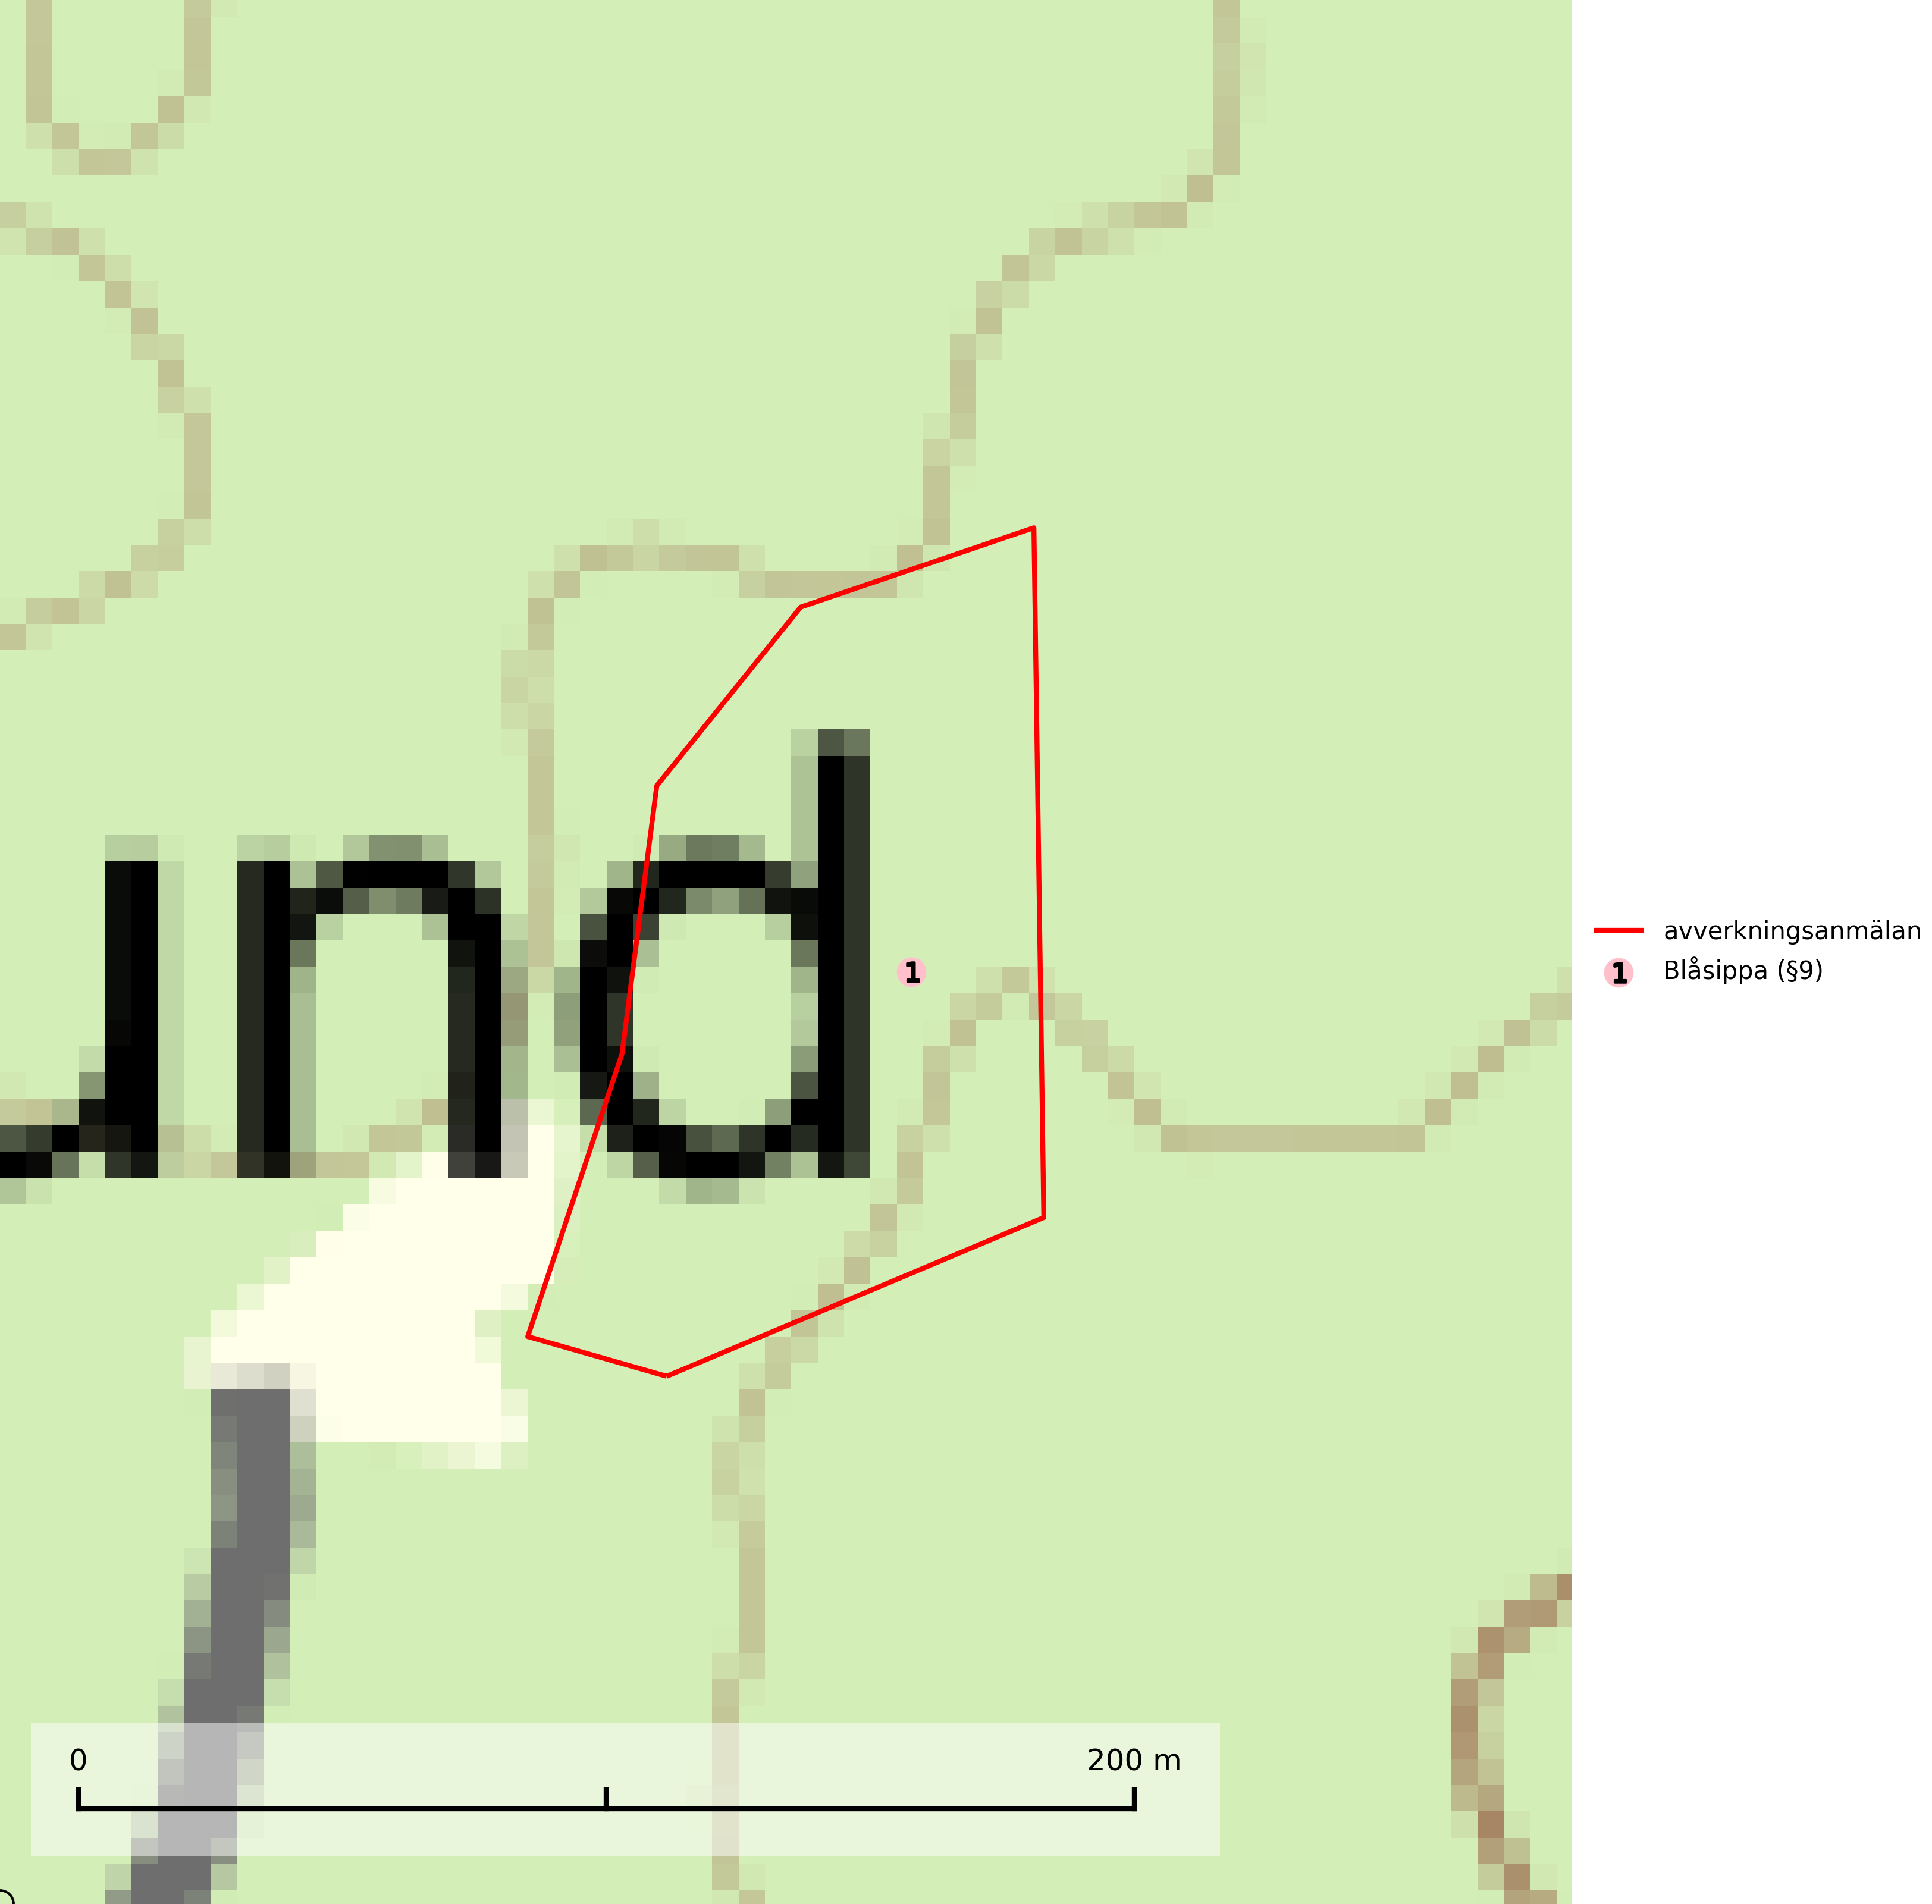 und
1
avverkningsanmälan
1 Blåsippa (§9)
0 200 m